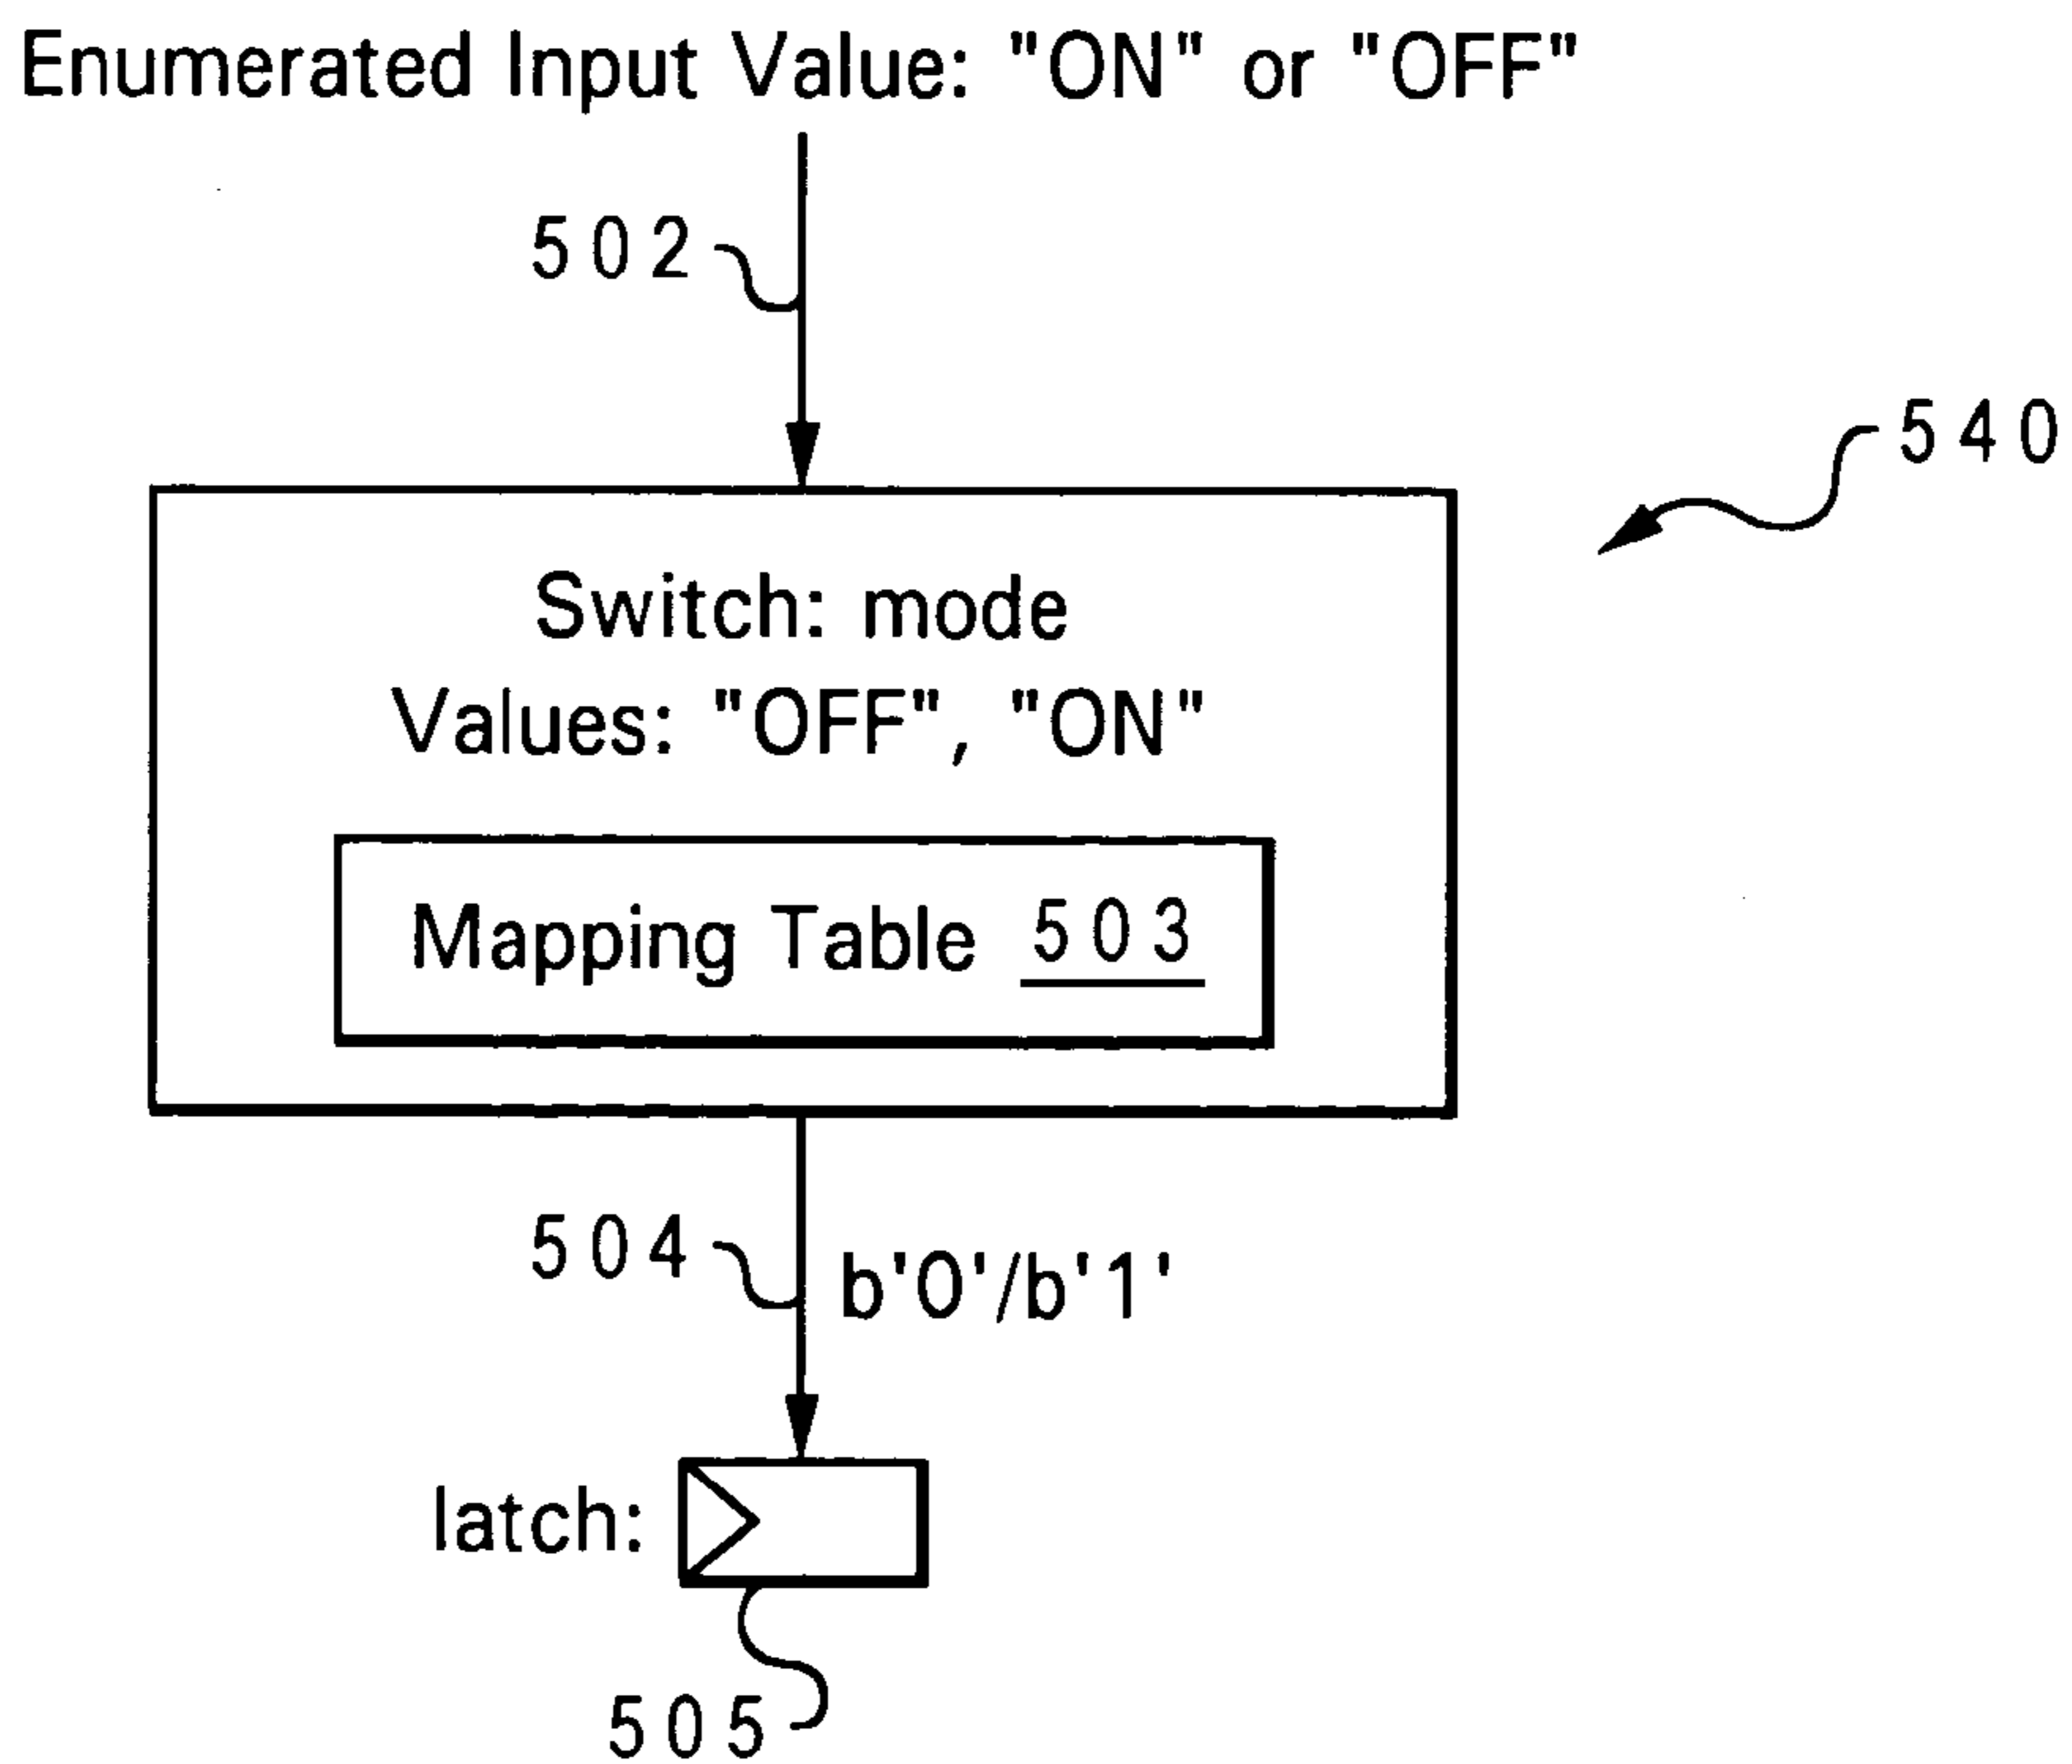 Enumerated Input Value: "ON" or "OFF"
502
540
Switch: mode
Values: "OFF", "ON"
Mapping Table 503
504
b'0'/b'1'
latch:
505